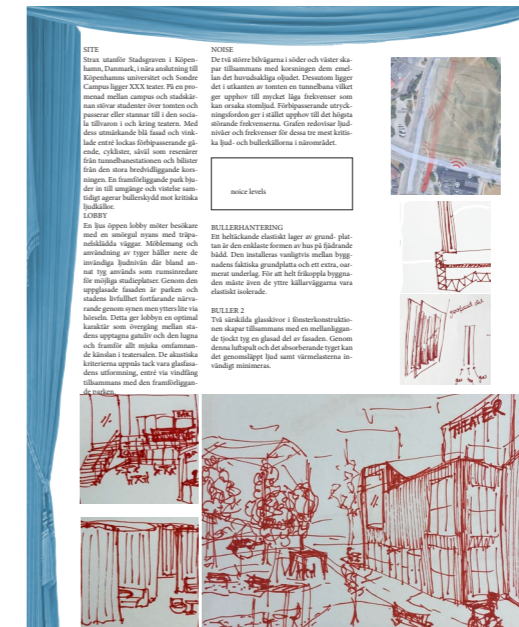 SITE
Strax utanför Stadsgraven i Köpen-
hamn, Danmark, i nära anslutning till
Köpenhamns universitet och Sondre
Campus ligger XXX teater. På en pro-
menad mellan campus och stadskär-
nan stövar studenter över tomten och
passerar eller stannar till i den socia-
la tillvaron i och kring teatern. Med
dess utmärkande blå fasad och vink-
lade entré lockas förbipasserande gå-
ende, cyklister, såväl som resenärer
från tunnelbanestationen och bilister
från den stora bredvidliggande kors-
ningen. En framförliggande park bju-
der in till umgänge och vistelse sam-
tidigt agerar bullerskydd mot kritiska
ljudkällor.
LOBBY
En ljus öppen lobby möter besökare
med en smörgul nyans med träpa-
nelsklädda väggar. Möblemang och
användning av tyger håller nere de
invändiga ljudnivån där bland an-
nat tyg används som rumsinredare
för möjliga studieplatser. Genom den
uppglasade fasaden är parken och
stadens livfullhet fortfarande närva-
rande genom synen men ytters lite via
hörseln. Detta ger lobbyn en optimal
karaktär som övergång mellan sta-
dens upptagna gatuliv och den lugna
och framför allt mjuka omfamnan-
de känslan i teatersalen. De akustiska
kriterierna uppnås tack vara glasfasa-
dens utformning, entré via vindfång
tillsammans med den framförliggan-
de parken.
NOISE
De två större bilvägarna i söder och väster ska-
par tillsammans med korsningen dem emel-
lan det huvudsakliga oljudet. Dessutom ligger
det i utkanten av tomten en tunnelbana vilket
ger upphov till mycket låga frekvenser som
kan orsaka stomljud. Förbipasserande utryck-
ningsfordon ger i stället upphov till det högsta
störande frekvenserna. Grafen redovisar ljud-
nivåer och frekvenser för dessa tre mest kritis-
ka ljud- och bullerkällorna i närområdet.
noice levels
BULLERHANTERING
Ett heltäckande elastiskt lager av grund- plat-
tan är den enklaste formen av hus på fjädrande
bädd. Den installeras vanligtvis mellan bygg-
nadens faktiska grundplatta och ett extra, oar-
merat underlag. För att helt frikoppla byggna-
den måste även de yttre källarväggarna vara
elastiskt isolerade.
BULLER 2
Två särskilda glasskivor i fönsterkonstruktio-
nen skapar tillsammans med en mellanliggan-
de tjockt tyg en glasad del av fasaden. Genom
denna luftspalt och det absorberande tyget kan
det genomsläppt ljud samt värmelasterna in-
vändigt minimeras.
BAR
THEATER